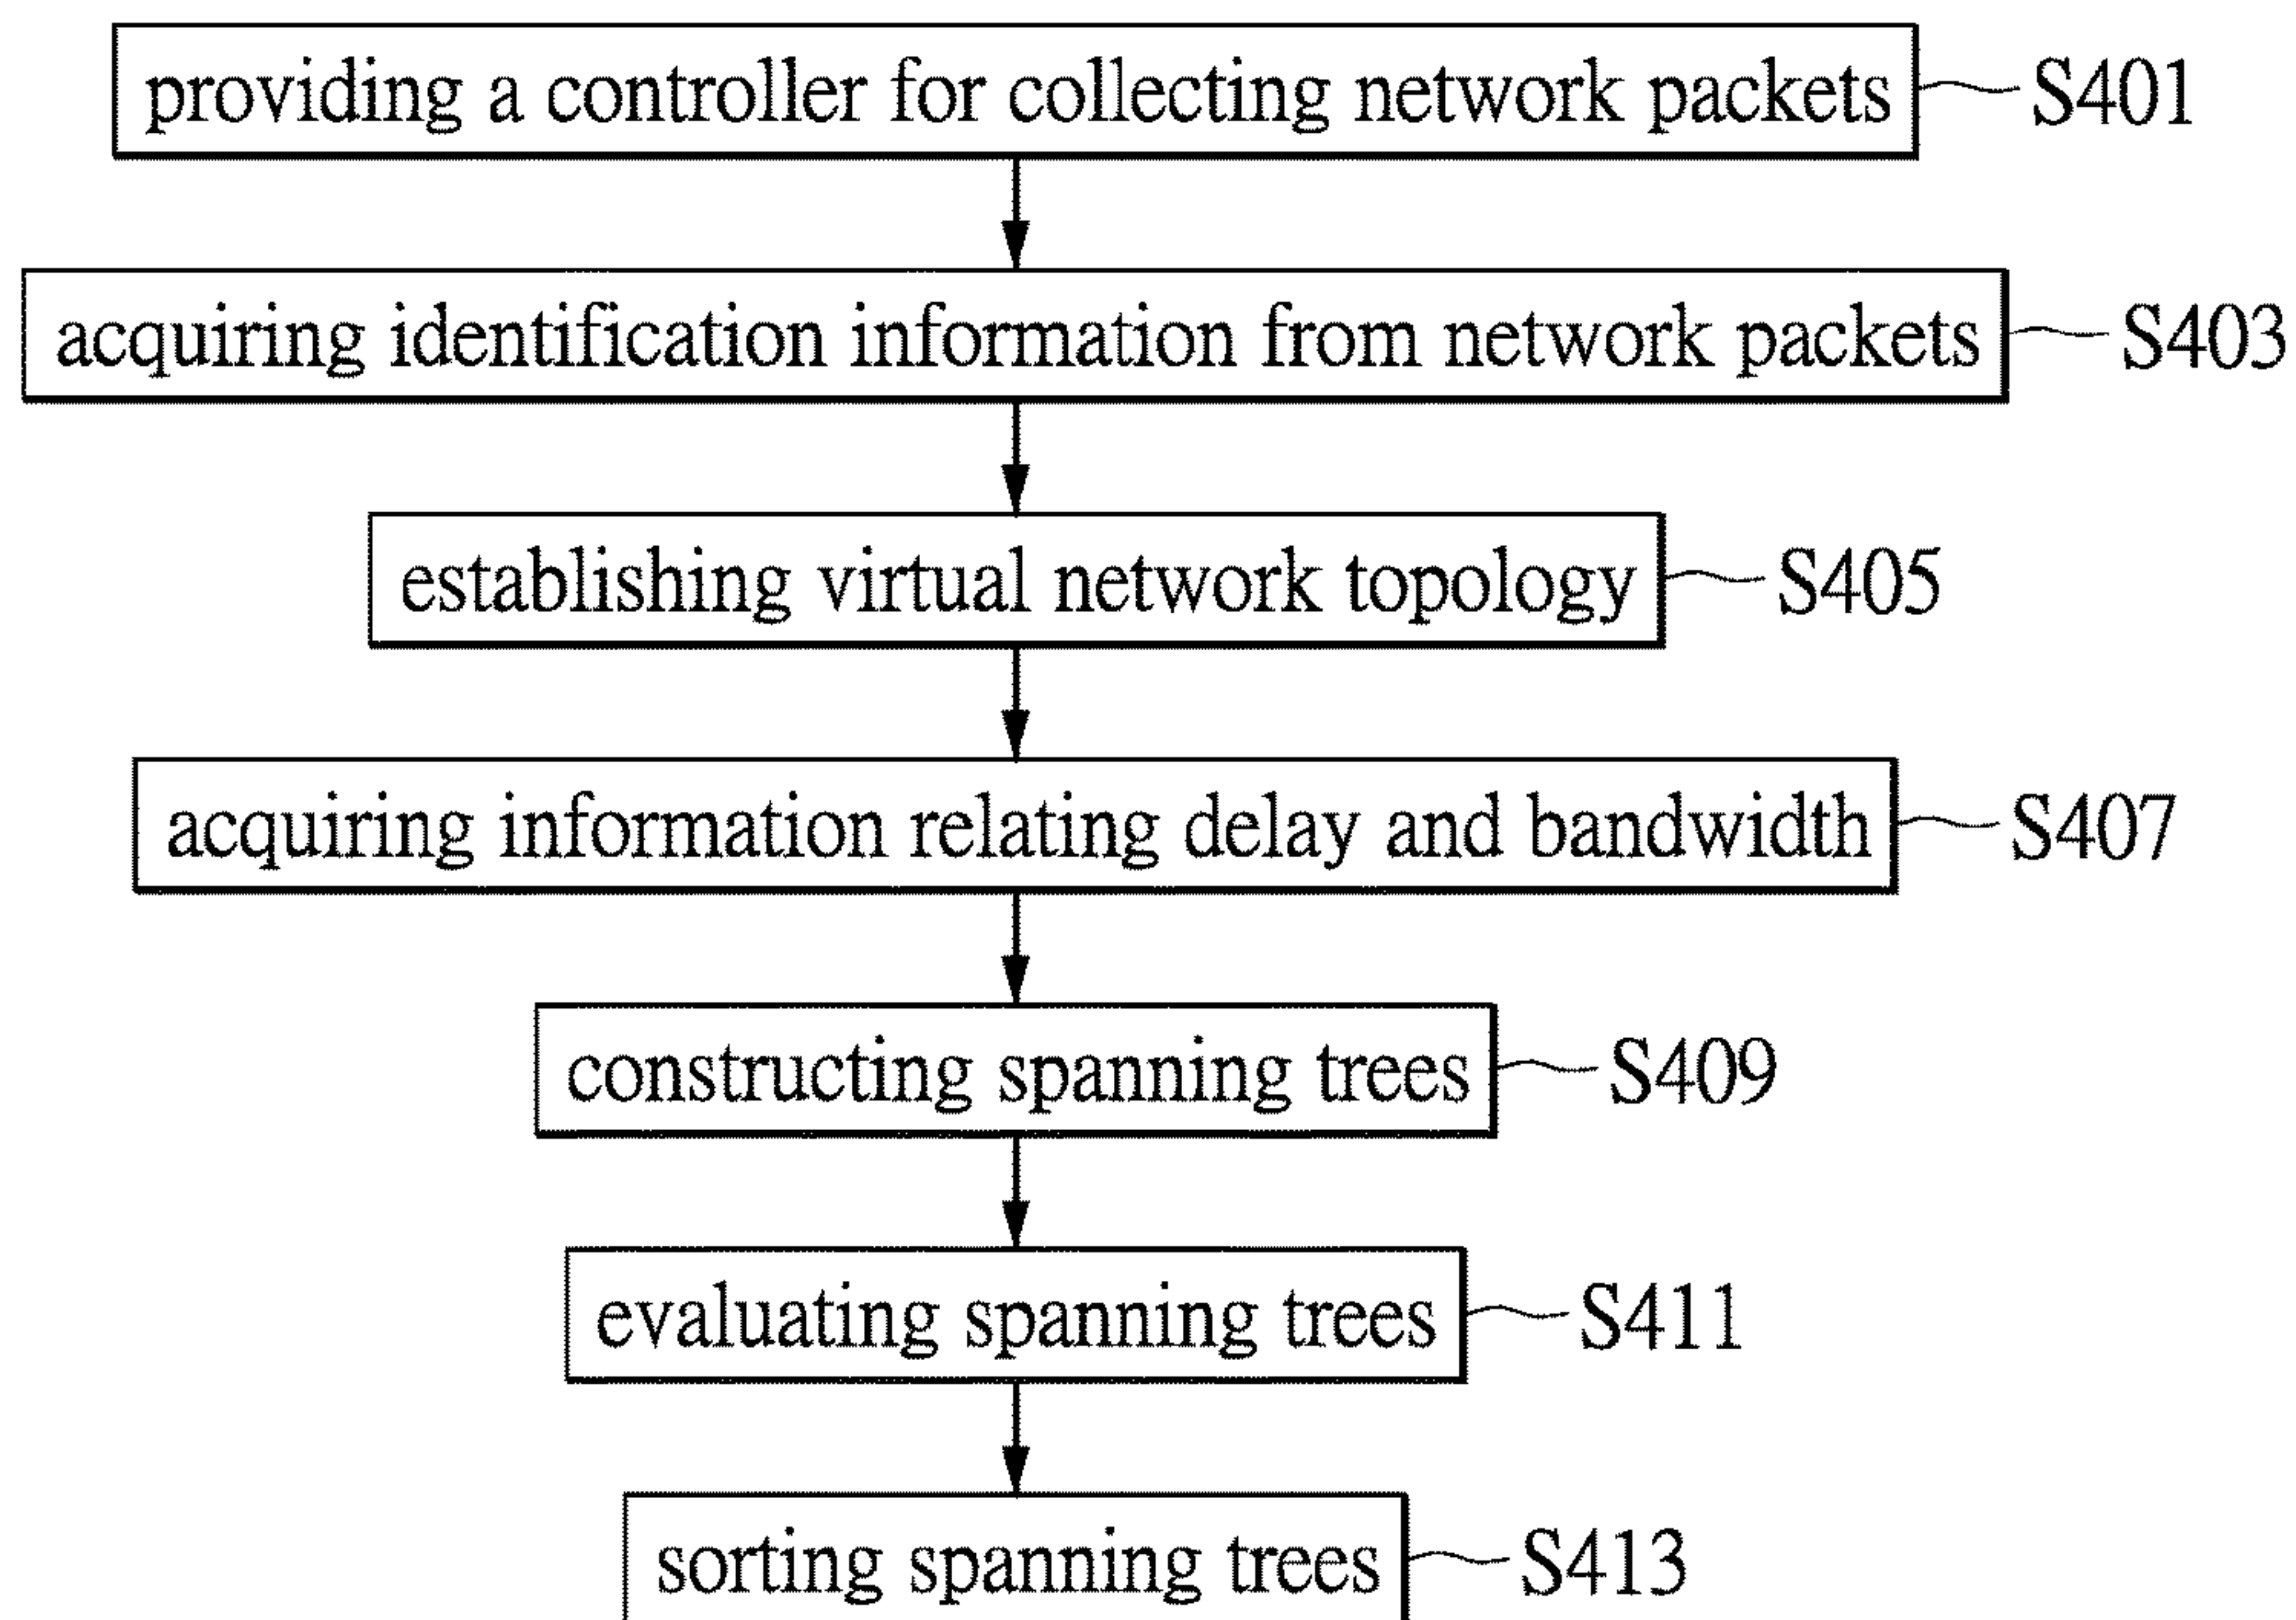 providing a controller for collecting network packets S401
acquiring identification information from network packets S403
establishing virtual network topology S405
acquiring information relating delay and bandwidth S407
constructing spanning trees S409
evaluating spanning trees S411
sorting spanning trees S413